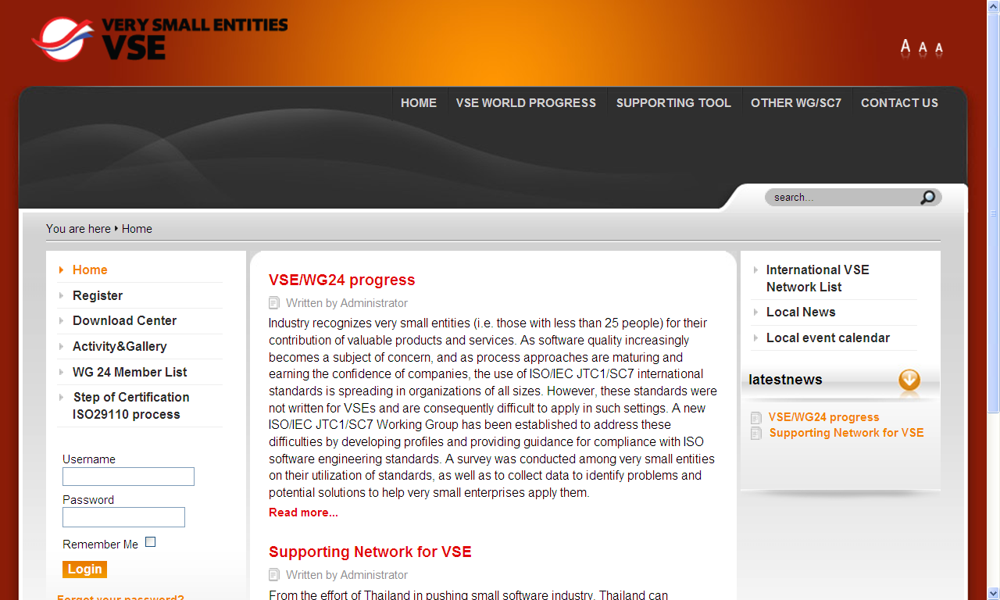 VERY SMALL ENTITIES
VSE
A A A
HOME VSE WORLD PROGRESS SUPPORTING TOOL OTHER WG/SC7 CONTACT US
search...
You are here Home
Home
Register
Download Center
Activity&Gallery
WG 24 Member List
Step of Certification
ISO29110 process
Username
Password
Remember Me
Login
Forgot your password?
VSE/WG24 progress
Written by Administrator
Industry recognizes very small entities (i.e. those with less than 25 people) for their
contribution of valuable products and services. As software quality increasingly
becomes a subject of concern, and as process approaches are maturing and
earning the confidence of companies, the use of ISO/IEC JTC1/SC7 international
standards is spreading in organizations of all sizes. However, these standards were
not written for VSEs and are consequently difficult to apply in such settings. A new
ISO/IEC JTC1/SC7 Working Group has been established to address these
difficulties by developing profiles and providing guidance for compliance with ISO
software engineering standards. A survey was conducted among very small entities
on their utilization of standards, as well as to collect data to identify problems and
potential solutions to help very small enterprises apply them.
Read more...
Supporting Network for VSE
Written by Administrator
From the effort of Thailand in pushing small software industry, Thailand can
International VSE
Network List
Local News
Local event calendar
latestnews
VSE/WG24 progress
Supporting Network for VSE